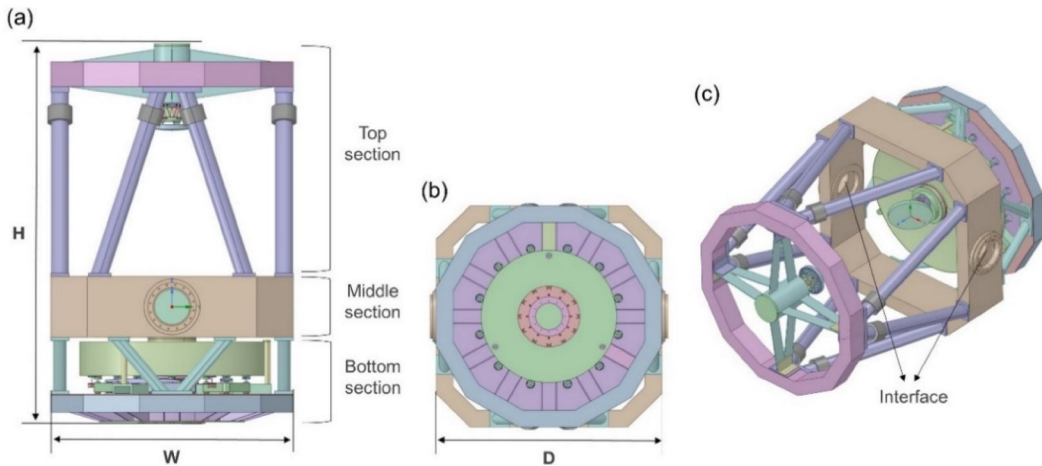 (a)
H
Top
section
Middle
section
Bottom
section
W
(b)
D
(c)
Interface